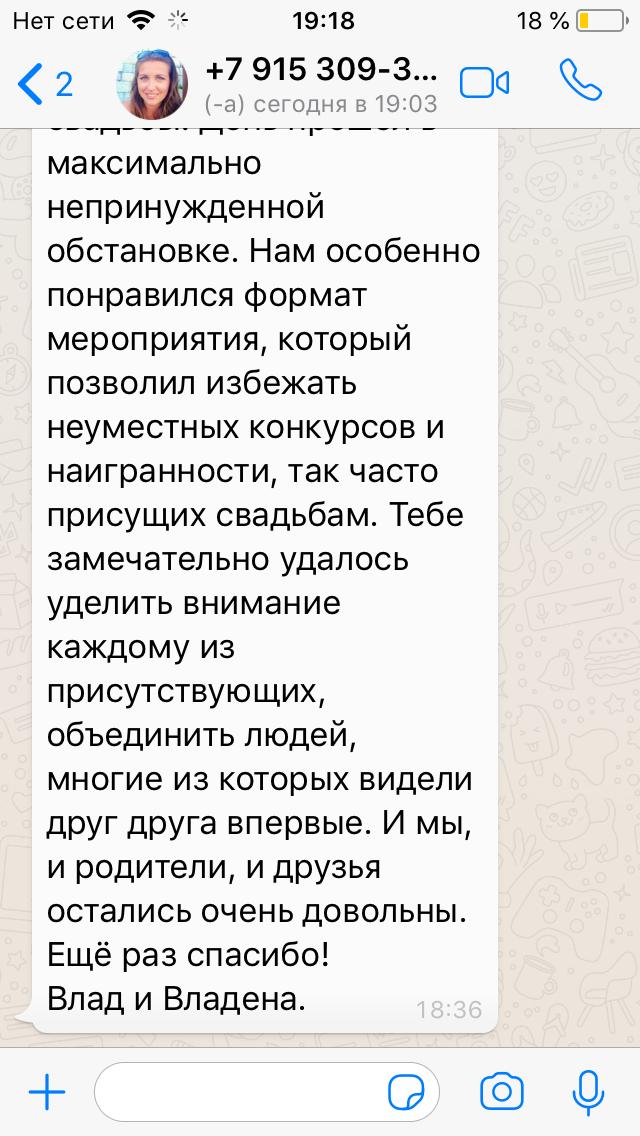 Нет сети 19:18 18 %
2 +7 915 309-3...
(-а) сегодня в 19:03
максимально
непринужденной
обстановке. Нам особенно
понравился формат
мероприятия, который
позволил избежать
неуместных конкурсов и
наигранности, так часто
присущих свадьбам. Тебе
замечательно удалось
уделить внимание
каждому из
присутствующих,
объединить людей,
многие из которых видели
друг друга впервые. И мы,
и родители, и друзья
остались очень довольны.
Ещё раз спасибо!
Влад и Владена.
18:36